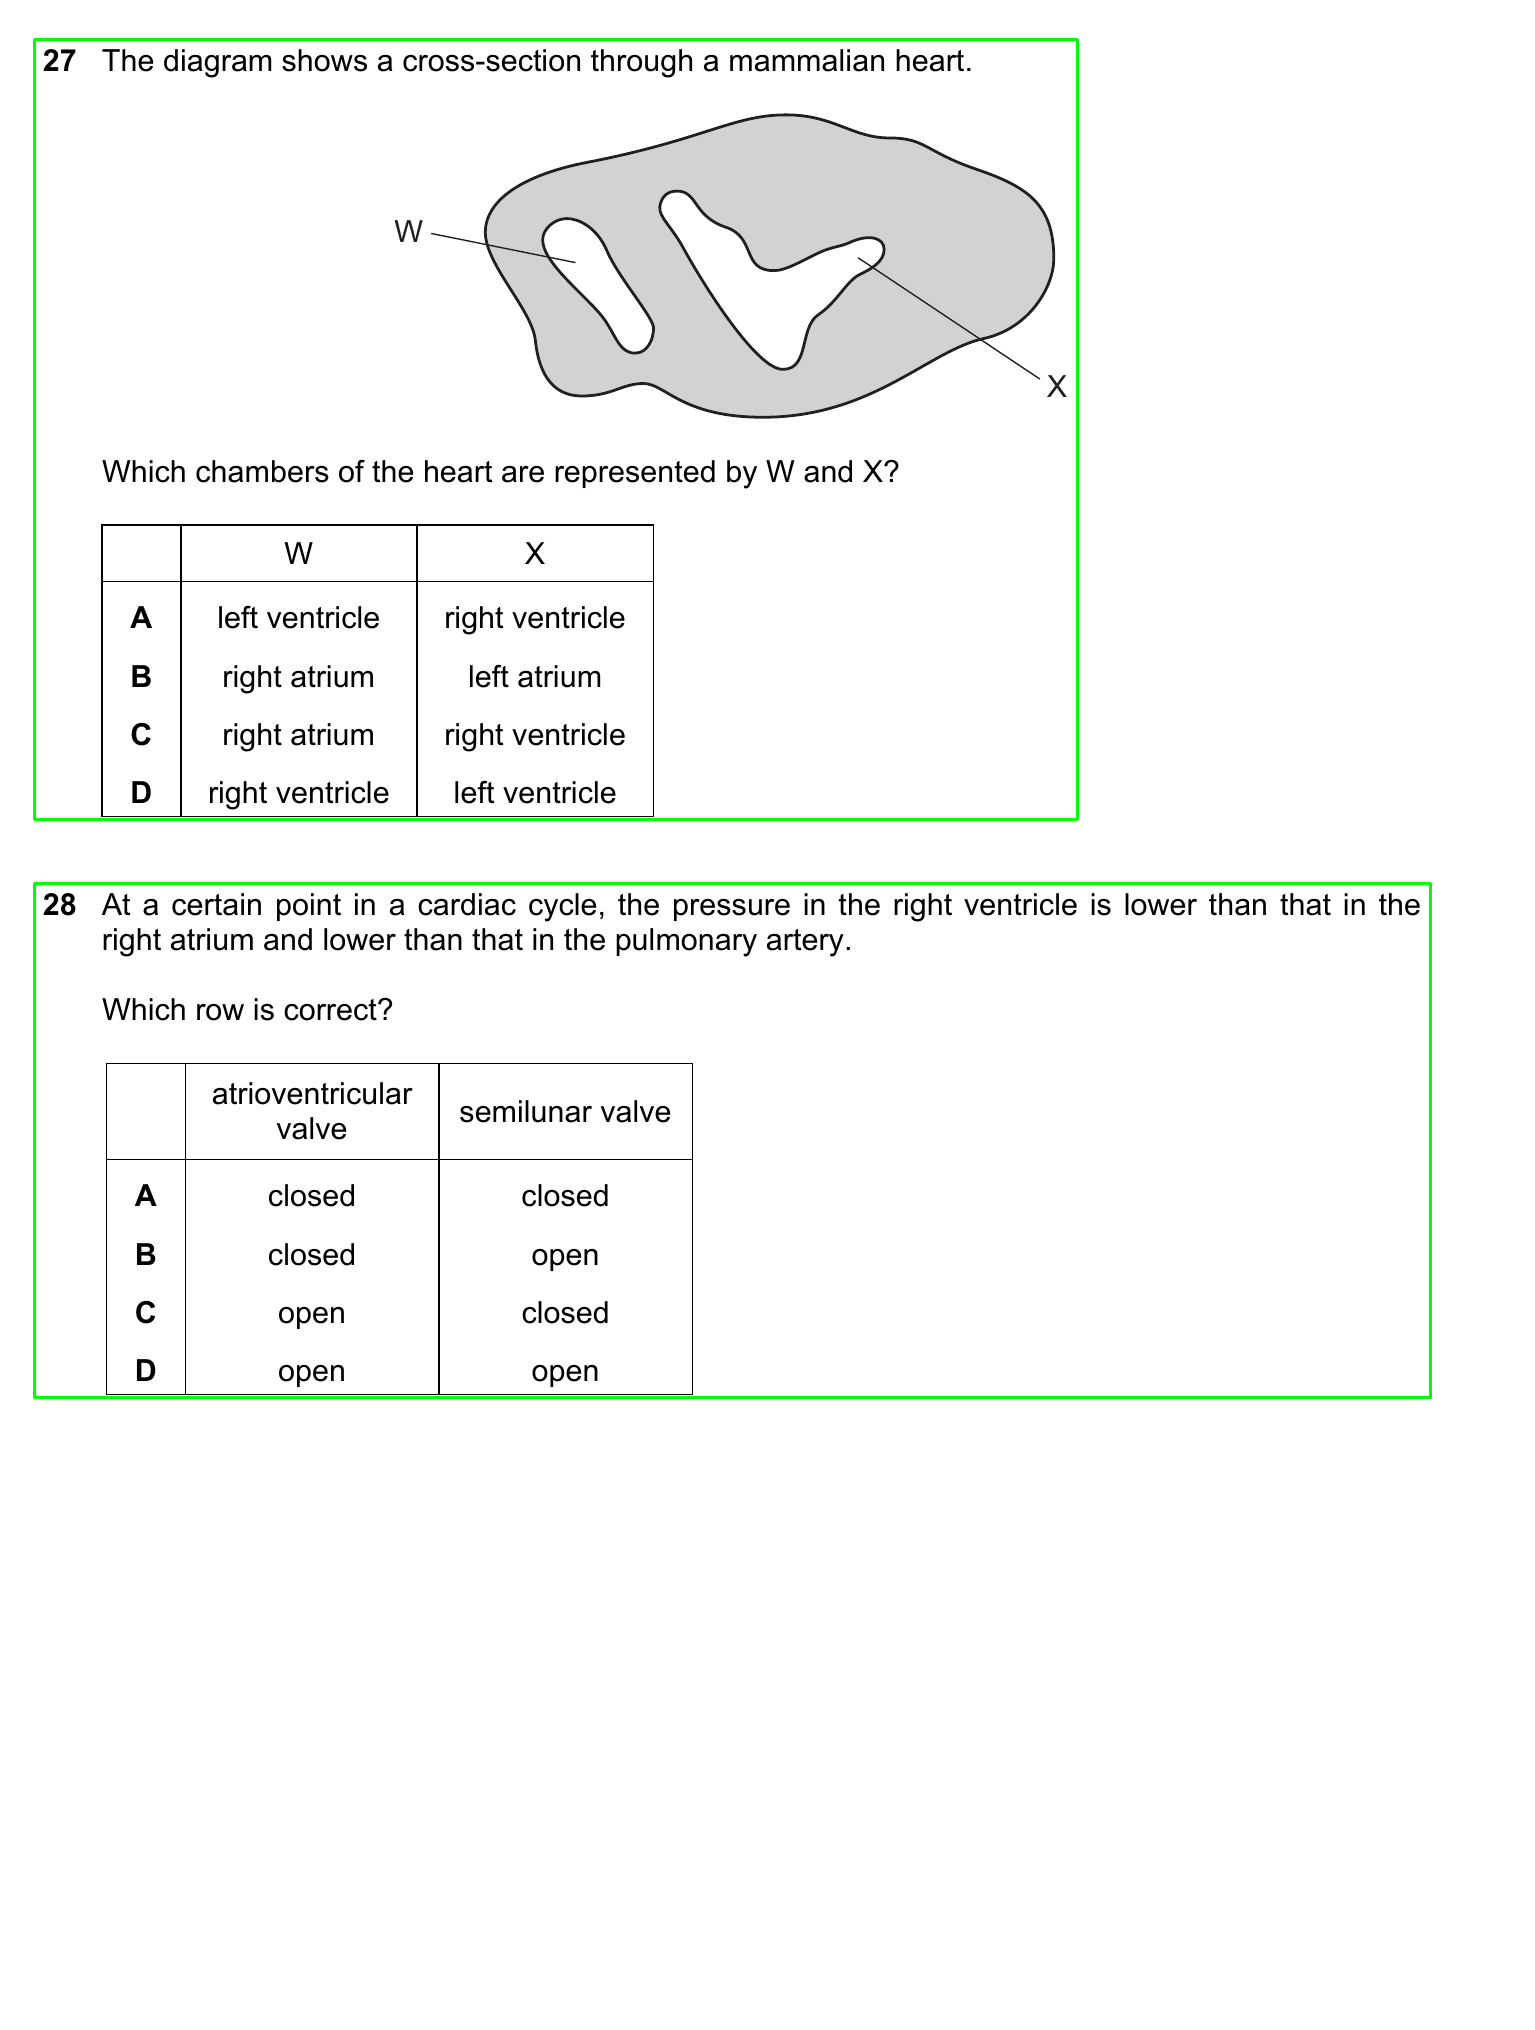 27 The diagram shows a cross-section through a mammalian heart.
W
X
Which chambers of the heart are represented by W and X?
W X
A left ventricle right ventricle
B right atrium left atrium
C right atrium right ventricle
D right ventricle left ventricle
28 At a certain point in a cardiac cycle, the pressure in the right ventricle is lower than that in the
right atrium and lower than that in the pulmonary artery.
Which row is correct?
atrioventricular
valve
semilunar valve
A closed closed
B closed open
C open closed
D open open